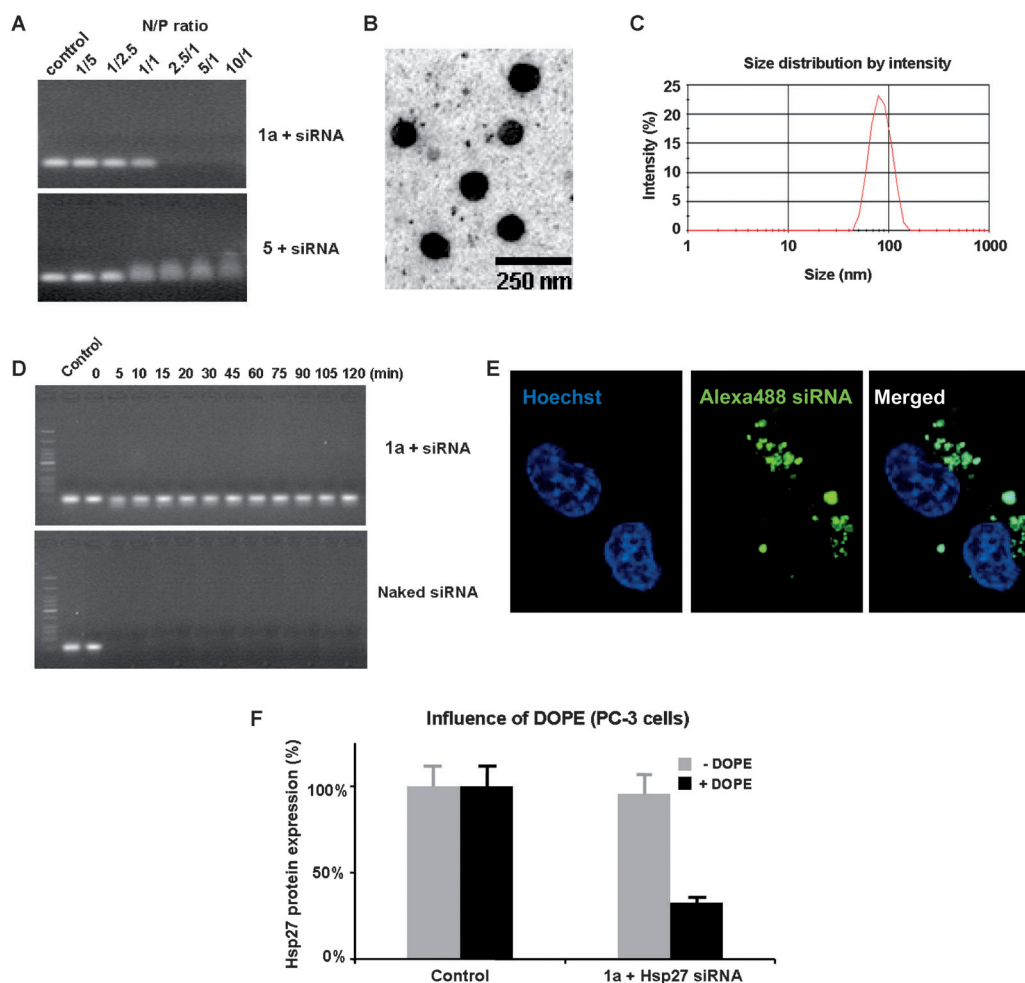 A
N/P ratio
control 1/5 1/2.5 1/1 2.5/1 5/1 10/1
1a + siRNA
5 + siRNA
B
250 nm
C
Size distribution by intensity
Intensity (%)
25
20
15
10
5
0
1 10 100 1000
Size (nm)
D
Control 0 5 10 15 20 30 45 60 75 90 105 120 (min)
1a + siRNA
Naked siRNA
E
Hoechst
Alexa488 siRNA
Merged
F
Influence of DOPE (PC-3 cells)
Hsp27 protein expression (%)
- DOPE
+ DOPE
100%
50%
0%
Control
1a + Hsp27 siRNA